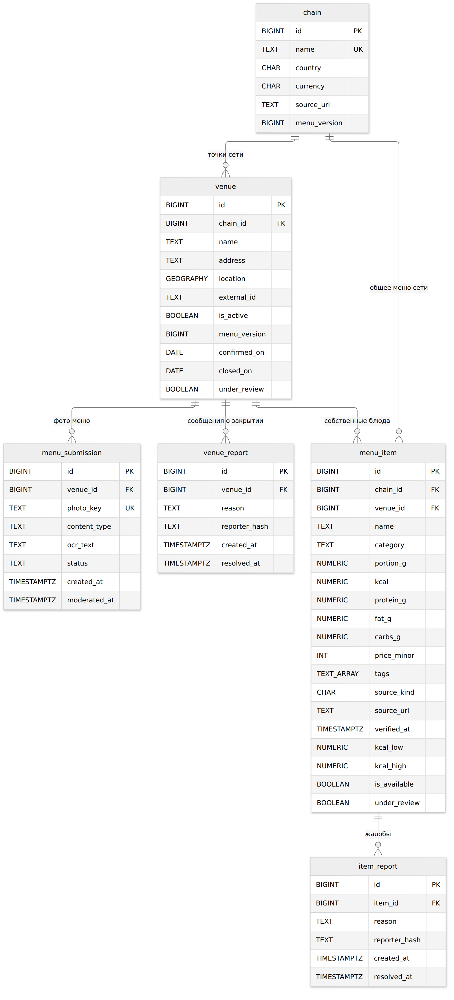 chain
BIGINT id PK
TEXT name UK
CHAR country
CHAR currency
TEXT source_url
BIGINT menu_version
точки сети
venue
BIGINT id PK
BIGINT chain_id FK
TEXT name
TEXT address
GEOGRAPHY location
TEXT external_id
BOOLEAN is_active
BIGINT menu_version
DATE confirmed_on
DATE closed_on
BOOLEAN under_review
общее меню сети
фото меню
сообщения о закрытии
собственные блюда
menu_submission
BIGINT id PK
BIGINT venue_id FK
TEXT photo_key UK
TEXT content_type
TEXT ocr_text
TEXT status
TIMESTAMPTZ created_at
TIMESTAMPTZ moderated_at
venue_report
BIGINT id PK
BIGINT venue_id FK
TEXT reason
TEXT reporter_hash
TIMESTAMPTZ created_at
TIMESTAMPTZ resolved_at
menu_item
BIGINT id PK
BIGINT chain_id FK
BIGINT venue_id FK
TEXT name
TEXT category
NUMERIC portion_g
NUMERIC kcal
NUMERIC protein_g
NUMERIC fat_g
NUMERIC carbs_g
INT price_minor
TEXT_ARRAY tags
CHAR source_kind
TEXT source_url
TIMESTAMPTZ verified_at
NUMERIC kcal_low
NUMERIC kcal_high
BOOLEAN is_available
BOOLEAN under_review
жалобы
item_report
BIGINT id PK
BIGINT item_id FK
TEXT reason
TEXT reporter_hash
TIMESTAMPTZ created_at
TIMESTAMPTZ resolved_at